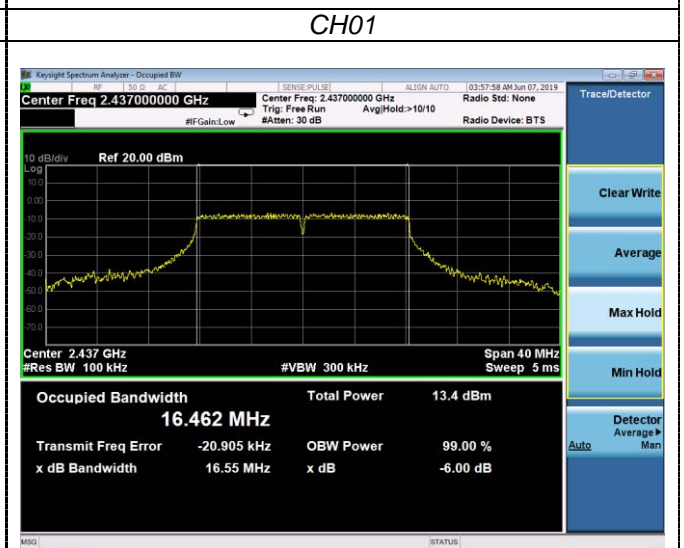 CH01
Keysight Spectrum Analyzer - Occupied BW
RF 50 Ω AC SENSE:PULSE ALIGN AUTO 03:57:58 AM Jun 07, 2019
Center Freq 2.437000000 GHz
Center Freq: 2.437000000 GHz
Radio Std: None
Trig: Free Run Avg|Hold:>10/10
#IFGain:Low #Atten: 30 dB Radio Device: BTS
Trace/Detector
10 dB/div Ref 20.00 dBm
Log
10.0
0.00
-10.0
-20.0
-30.0
-40.0
-50.0
-60.0
-70.0
Center 2.437 GHz Span 40 MHz
#Res BW 100 kHz #VBW 300 kHz Sweep 5 ms
Occupied Bandwidth Total Power 13.4 dBm
16.462 MHz
Transmit Freq Error -20.905 kHz OBW Power 99.00 %
x dB Bandwidth 16.55 MHz x dB -6.00 dB
Clear Write
Average
Max Hold
Min Hold
Detector
Average▶
Auto Man
MSG STATUS